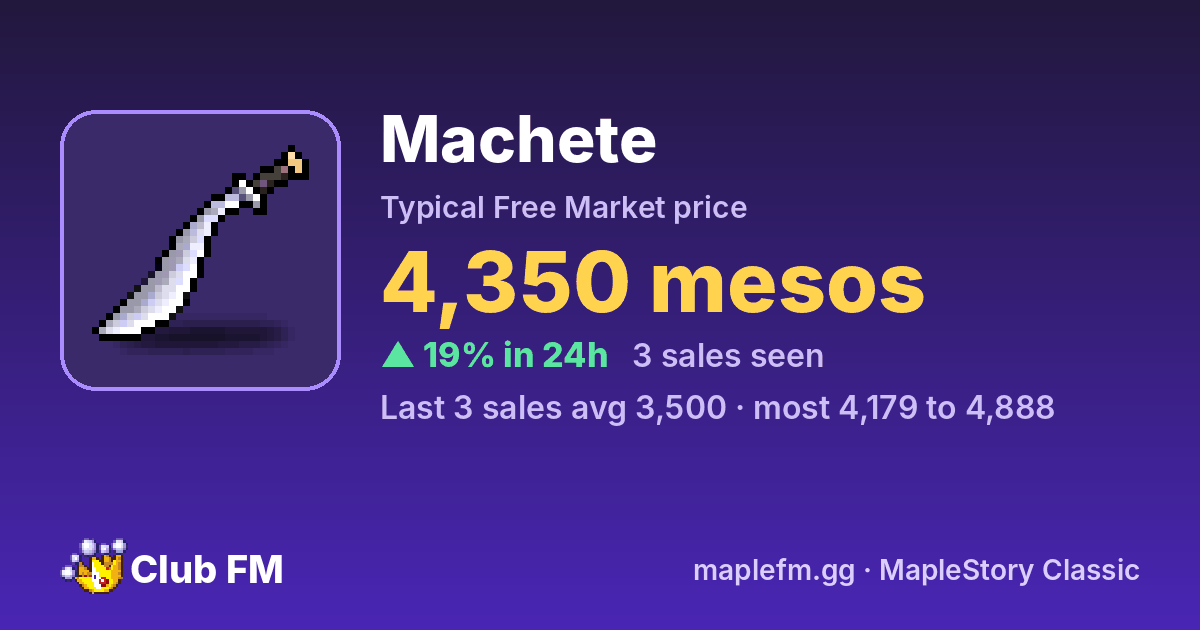 Machete
Typical Free Market price
4,350 mesos
▲ 19% in 24h 3 sales seen
Last 3 sales avg 3,500 · most 4,179 to 4,888
Club FM
maplefm.gg · MapleStory Classic